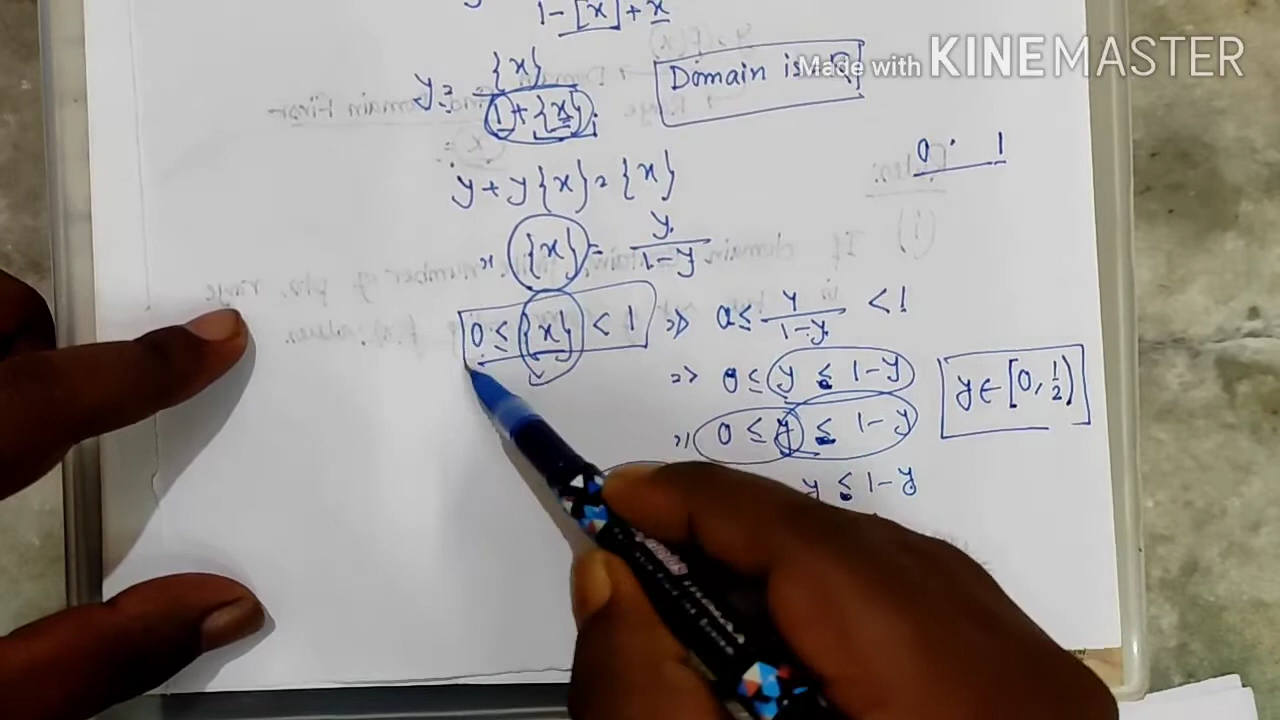 1 - [x] + x
y = {x} / 1 + {x}
Domain is = R
Made with KINEMASTER
0 1
y + y{x} = {x}
{x} = y / 1 - y
0 ≤ {x} < 1 ⇒ 0 ≤ y / 1 - y < 1
⇒ 0 ≤ y ≤ 1 - y
y ∈ [0, 1/2)
0 ≤ y ≤ 1 - y
y ≤ 1 - y